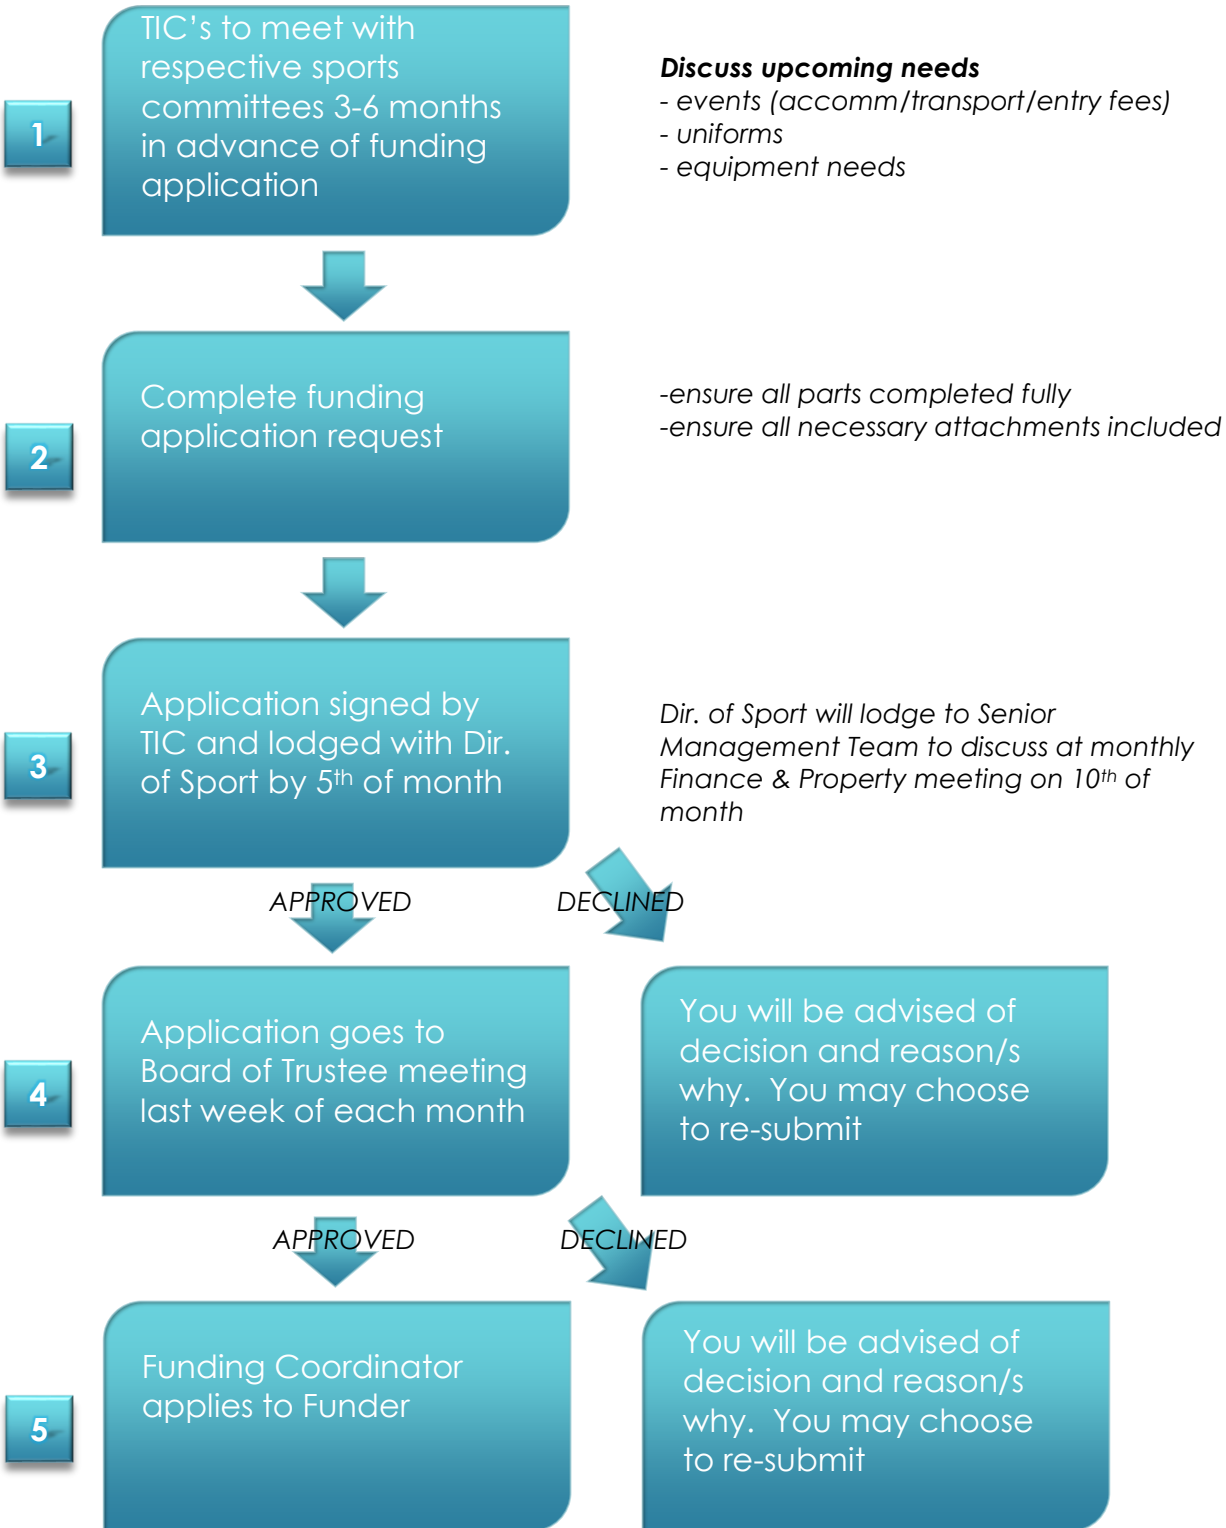 TIC’s to meet with
respective sports
committees 3-6 months
in advance of funding
application
1
Discuss upcoming needs
- events (accomm/transport/entry fees)
- uniforms
- equipment needs
Complete funding
application request
2
-ensure all parts completed fully
-ensure all necessary attachments included
Application signed by
TIC and lodged with Dir.
of Sport by 5th of month
3
Dir. of Sport will lodge to Senior
Management Team to discuss at monthly
Finance & Property meeting on 10th of
month
APPROVED
DECLINED
Application goes to
Board of Trustee meeting
last week of each month
4
You will be advised of
decision and reason/s
why.  You may choose
to re-submit
APPROVED
DECLINED
Funding Coordinator
applies to Funder
5
You will be advised of
decision and reason/s
why.  You may choose
to re-submit